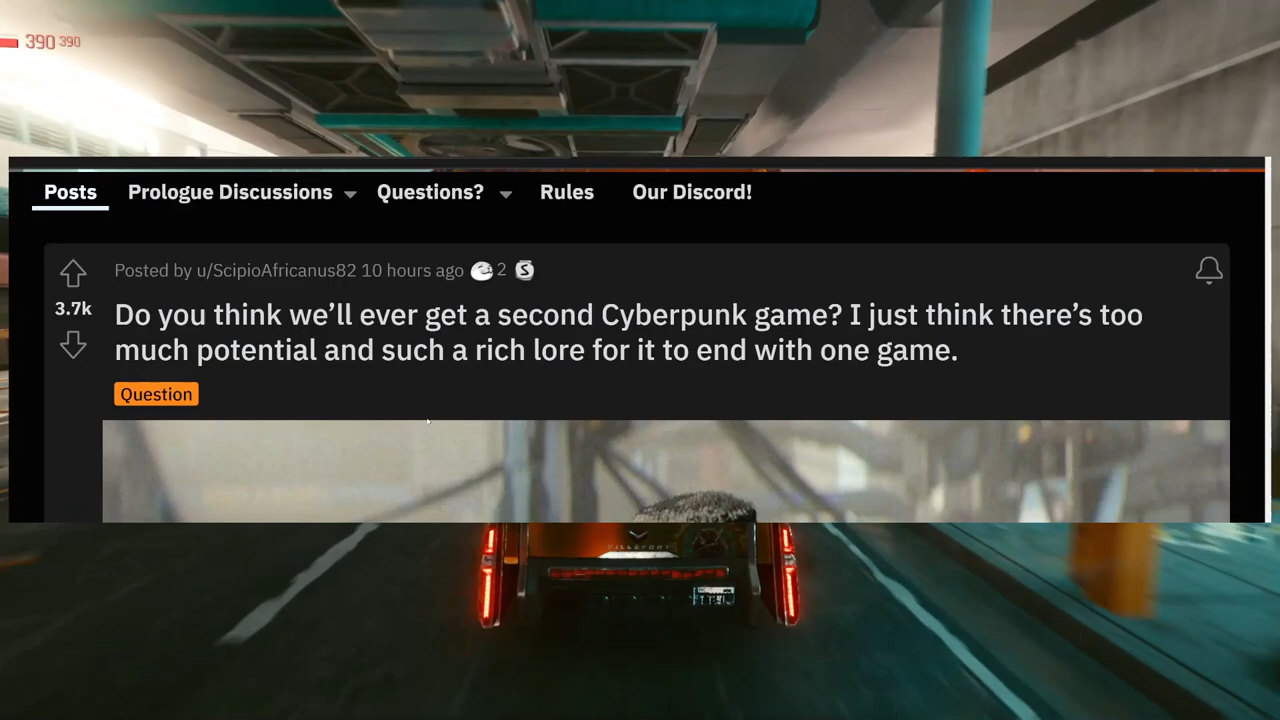 390 390
Posts Prologue Discussions Questions? Rules Our Discord!
Posted by u/ScipioAfricanus82 10 hours ago 2 S
3.7k
Do you think we’ll ever get a second Cyberpunk game? I just think there’s too
much potential and such a rich lore for it to end with one game.
Question